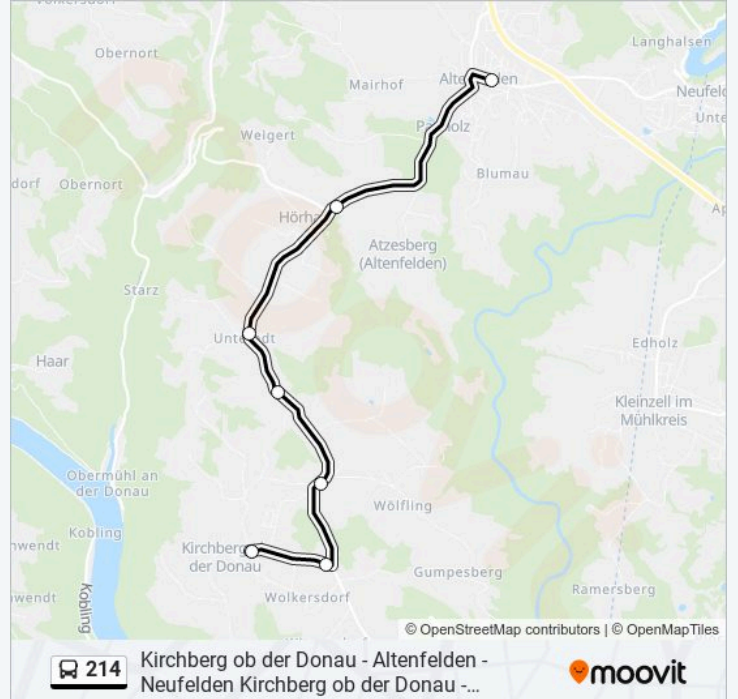 Obernort
Langhalsen
Mairhof
Neufeld
Weigert
Blumau
dorf Obernort
Atzesberg
(Altenfelden)
Starz
Edholz
Haar
Kleinzell im
Mühlkreis
Obermühl an
der Donau
Wölfling
Kobling
Kirchberg
der Donau
Gumpesberg
Ramersberg
Wolkersdorf
Kobling
© OpenStreetMap contributors | © OpenMapTiles
214 Kirchberg ob der Donau - Altenfelden -
Neufelden Kirchberg ob der Donau -...
moovit